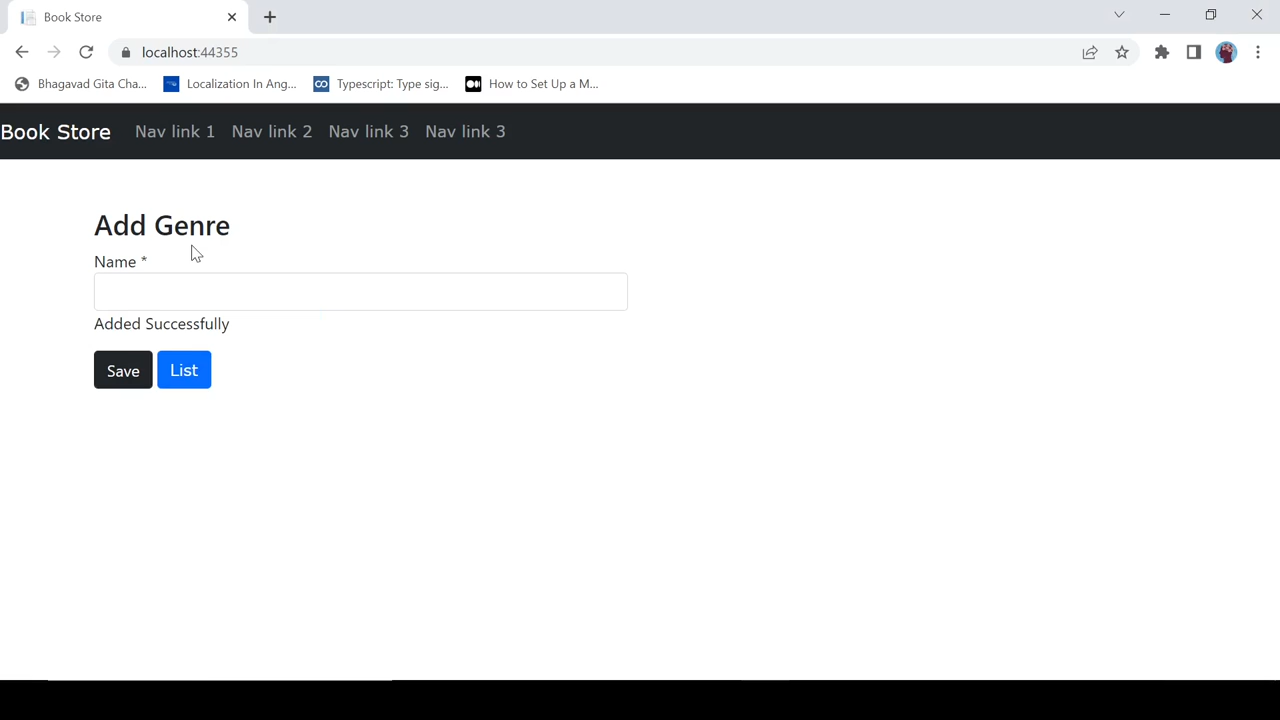 Book Store
localhost:44355
Bhagavad Gita Cha...
Localization In Ang...
Typescript: Type sig...
How to Set Up a M...
Book Store Nav link 1 Nav link 2 Nav link 3 Nav link 3
Add Genre
Name *
Added Successfully
Save List